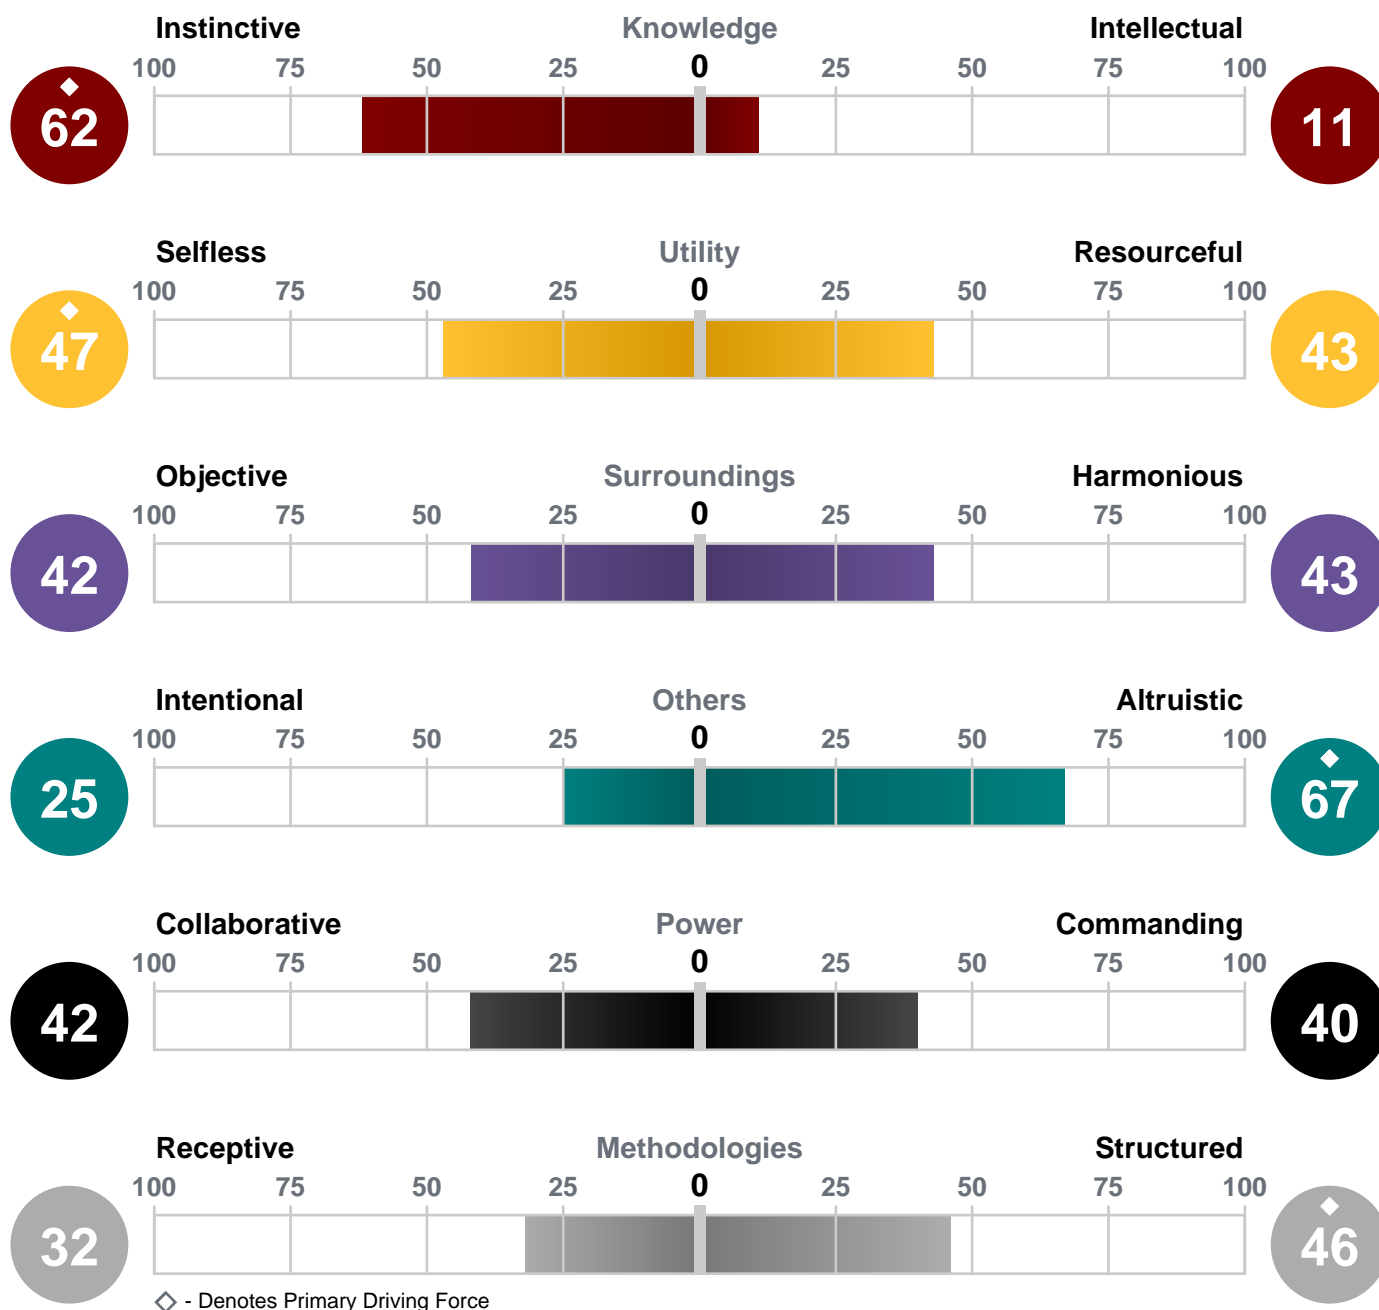 Instinctive Knowledge Intellectual
100 75 50 25 0 25 50 75 100
62 11
Selfless Utility Resourceful
100 75 50 25 0 25 50 75 100
47 43
Objective Surroundings Harmonious
100 75 50 25 0 25 50 75 100
42 43
Intentional Others Altruistic
100 75 50 25 0 25 50 75 100
25 67
Collaborative Power Commanding
100 75 50 25 0 25 50 75 100
42 40
Receptive Methodologies Structured
100 75 50 25 0 25 50 75 100
32 46
- Denotes Primary Driving Force